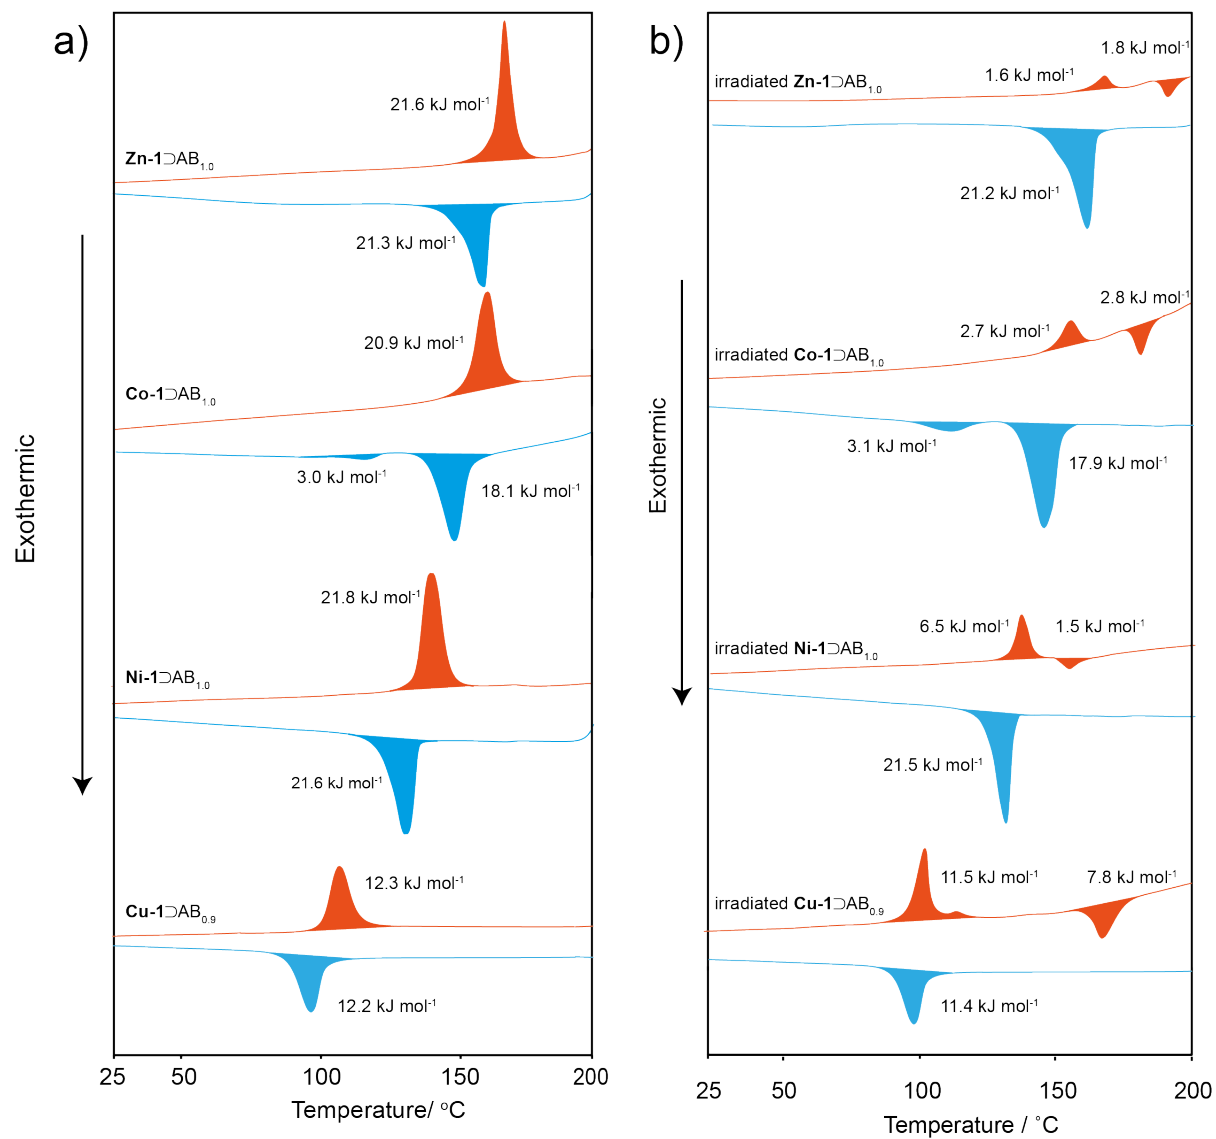 a)
21.6 kJ mol⁻¹
Zn-1⊃AB₁.₀
21.3 kJ mol⁻¹
20.9 kJ mol⁻¹
Co-1⊃AB₁.₀
3.0 kJ mol⁻¹
18.1 kJ mol⁻¹
Exothermic
21.8 kJ mol⁻¹
Ni-1⊃AB₁.₀
21.6 kJ mol⁻¹
12.3 kJ mol⁻¹
Cu-1⊃AB₀.₉
12.2 kJ mol⁻¹
25 50 100 150 200
Temperature/ °C
b)
1.8 kJ mol⁻¹
1.6 kJ mol⁻¹
irradiated Zn-1⊃AB₁.₀
21.2 kJ mol⁻¹
2.8 kJ mol⁻¹
2.7 kJ mol⁻¹
irradiated Co-1⊃AB₁.₀
3.1 kJ mol⁻¹
17.9 kJ mol⁻¹
Exothermic
6.5 kJ mol⁻¹
1.5 kJ mol⁻¹
irradiated Ni-1⊃AB₁.₀
21.5 kJ mol⁻¹
11.5 kJ mol⁻¹
7.8 kJ mol⁻¹
irradiated Cu-1⊃AB₀.₉
11.4 kJ mol⁻¹
25 50 100 150 200
Temperature / ˚C